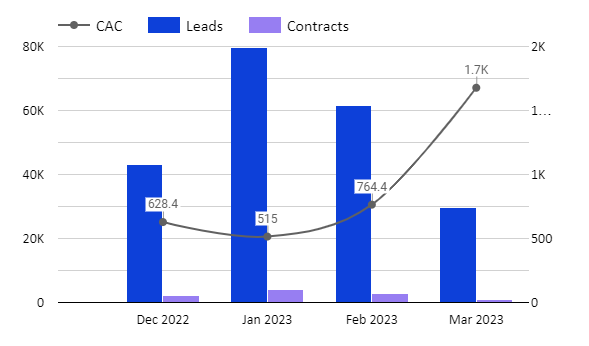 CAC Leads Contracts
80K 2K
1.7K
60K 1...
764.4
40K 1K
628.4
515
20K 500
0 0
Dec 2022 Jan 2023 Feb 2023 Mar 2023